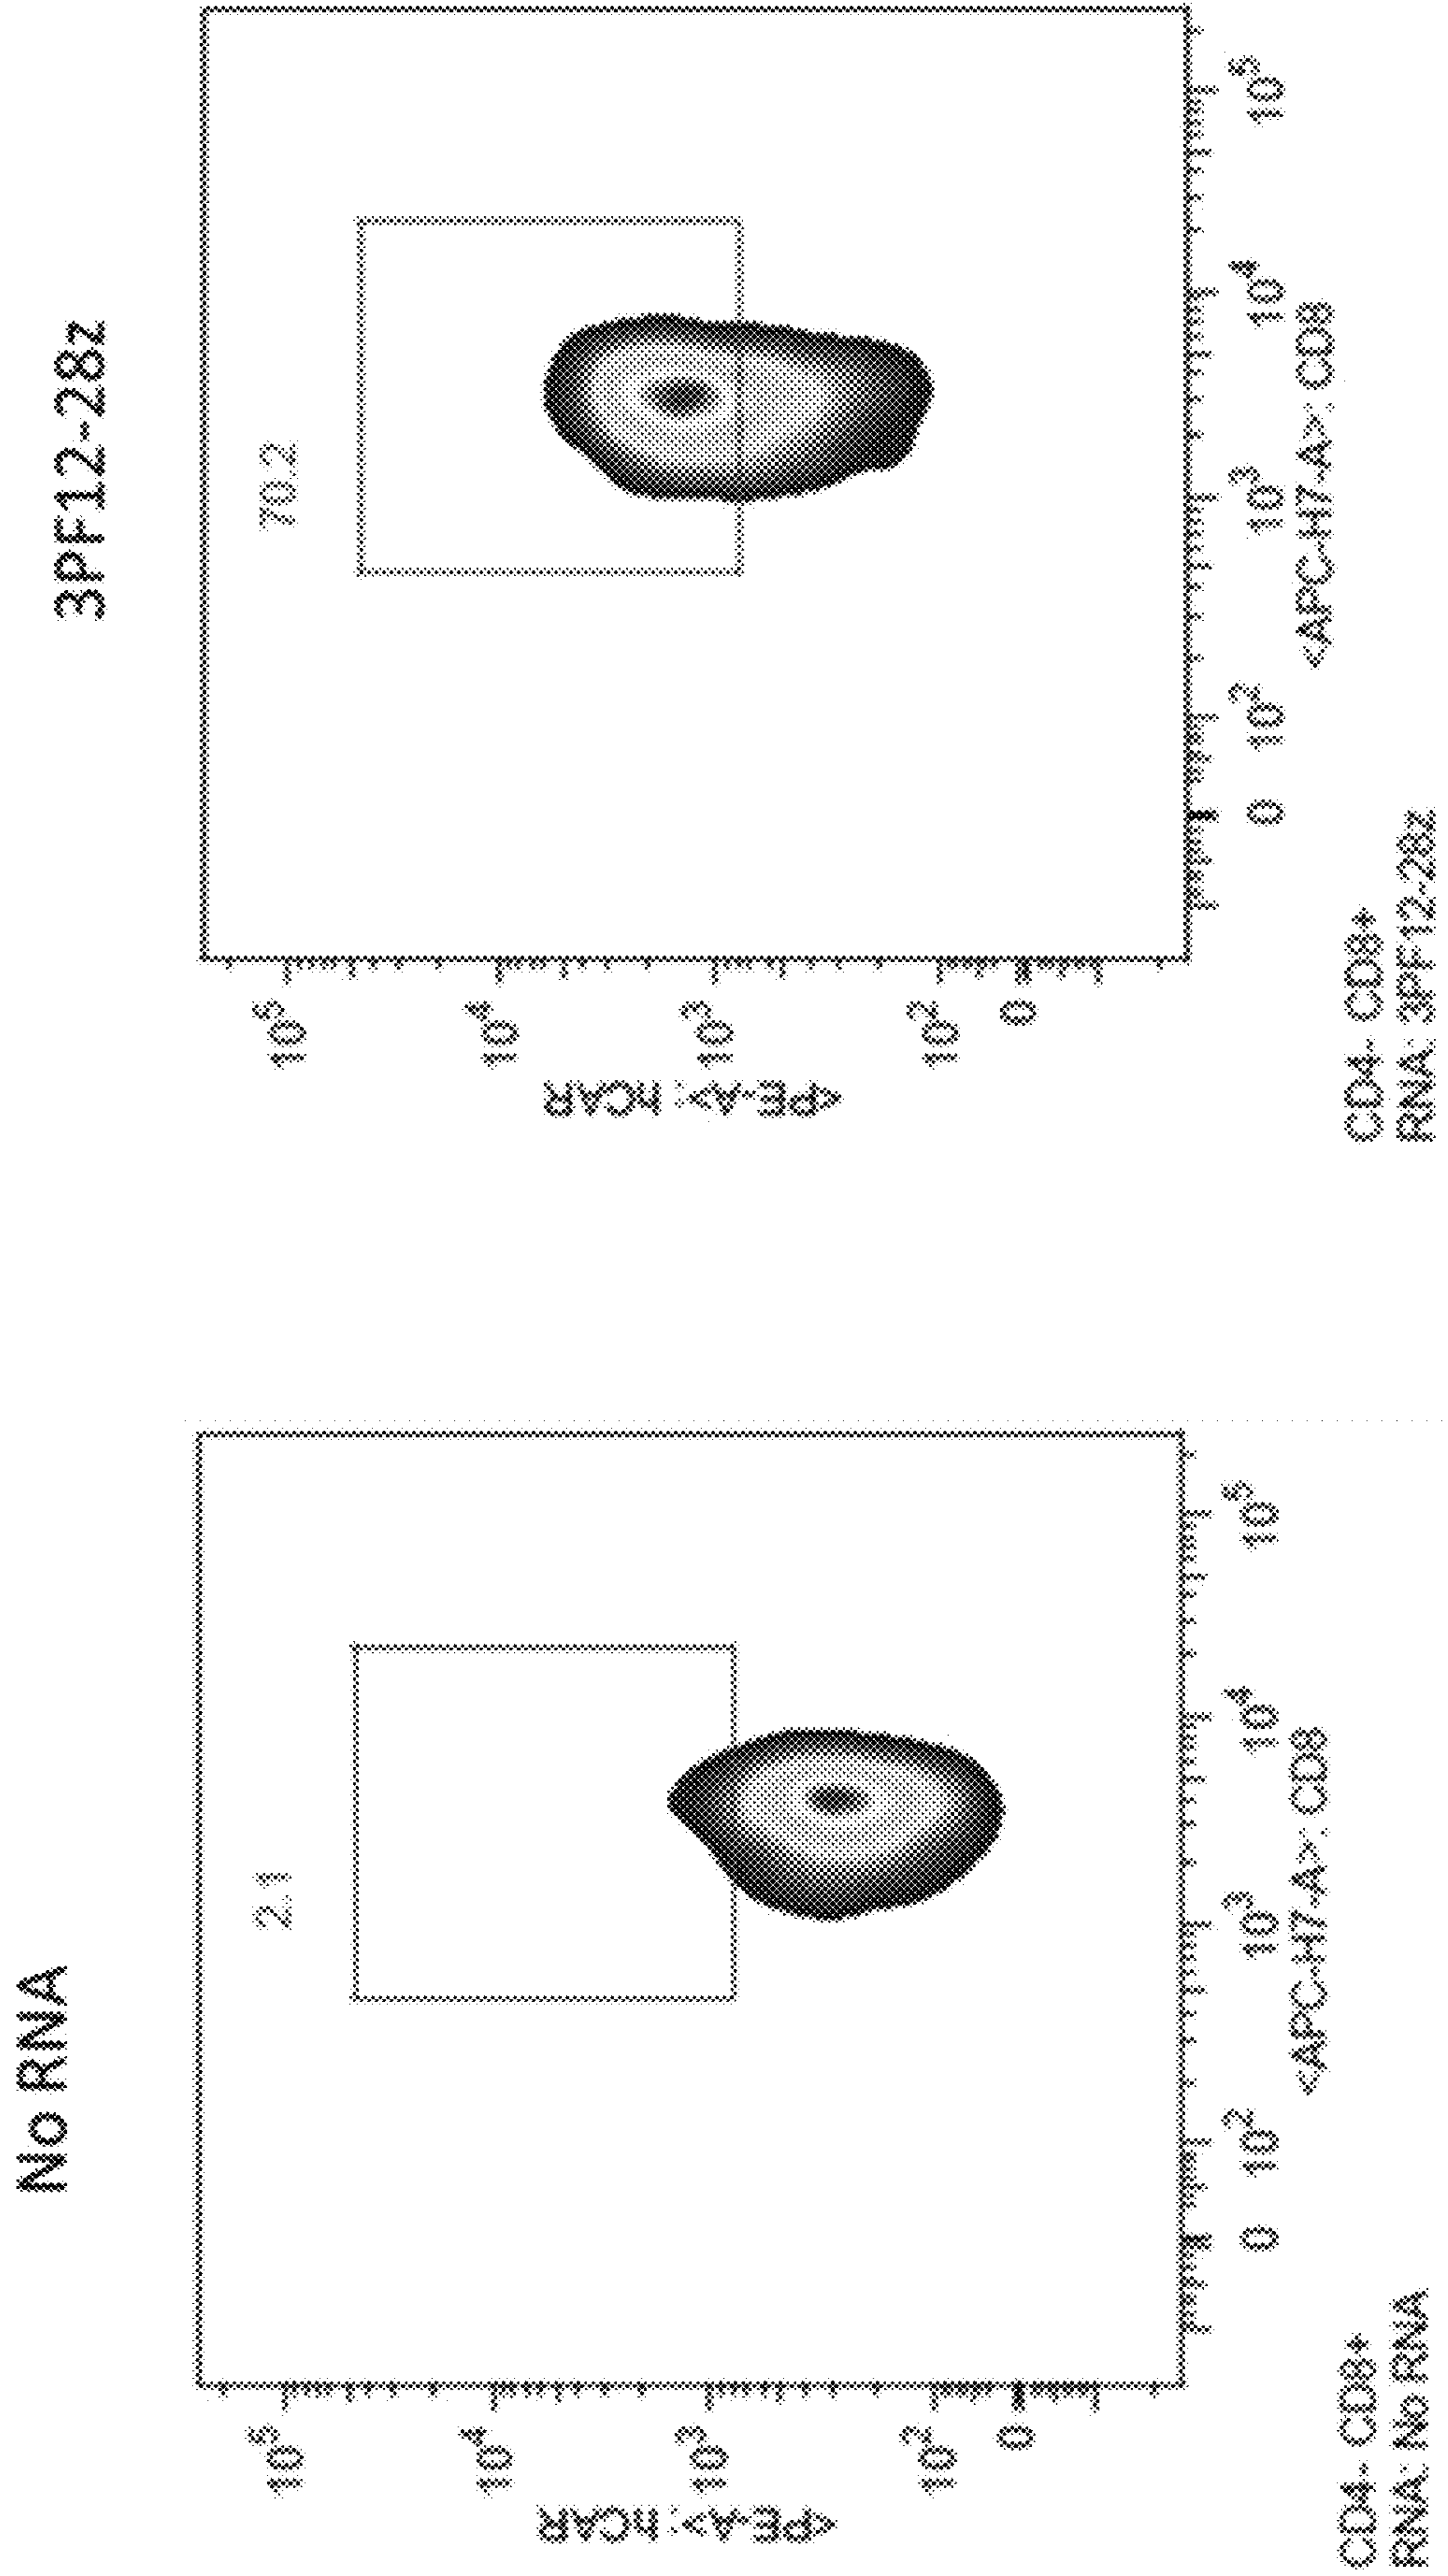 No RNA
2.1
10^5
10^4
10^3
10^2
0
<PE-A>: hCAR
0
10^2
10^3
10^4
10^5
<APC-H7-A>: CD8
CD4- CD8+
RNA: No RNA
3PF12-28z
70.2
10^5
10^4
10^3
10^2
0
<PE-A>: hCAR
0
10^2
10^3
10^4
10^5
<APC-H7-A>: CD8
CD4- CD8+
RNA: 3PF12-28z